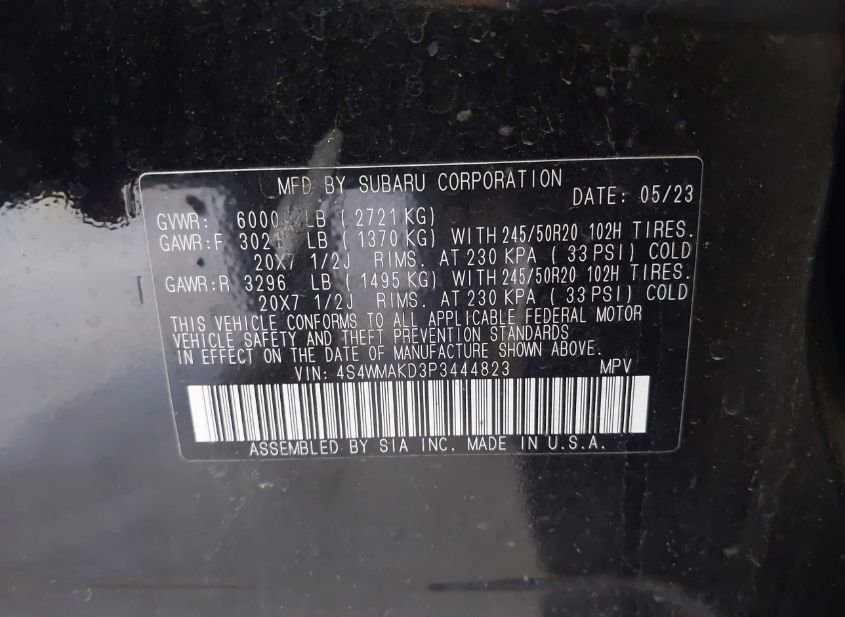 MFD BY SUBARU CORPORATION
DATE: 05/23
GVWR: 6000 LB ( 2721 KG)
GAWR:F LB ( 1370 KG) WITH 245/50R20 102H TIRES.
20X7 1/2J RIMS. AT 230 KPA ( 33 PSI) COLD
GAWR:R 3296 LB ( 1495 KG) WITH 245/50R20 102H TIRES.
20X7 1/2J RIMS. AT 230 KPA ( 33 PSI) COLD
THIS VEHICLE CONFORMS TO ALL APPLICABLE FEDERAL MOTOR
VEHICLE SAFETY AND THEFT PREVENTION STANDARDS
IN EFFECT ON THE DATE OF MANUFACTURE SHOWN ABOVE.
VIN: 4S4WMAKD3P3444823 MPV
ASSEMBLED BY SIA INC. MADE IN U.S.A.